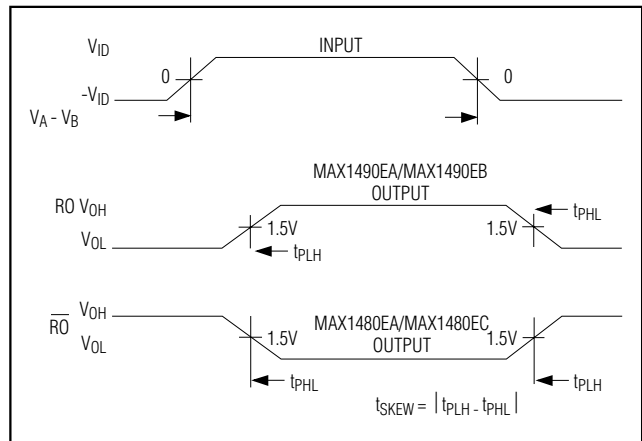 V_ID INPUT
0 0
-V_ID
V_A - V_B
MAX1490EA/MAX1490EB
OUTPUT
RO V_OH t_PHL
1.5V 1.5V
V_OL t_PLH
R̅O̅ V_OH MAX1480EA/MAX1480EC
1.5V 1.5V
V_OL OUTPUT
t_PHL t_PLH
t_SKEW = | t_PLH - t_PHL |